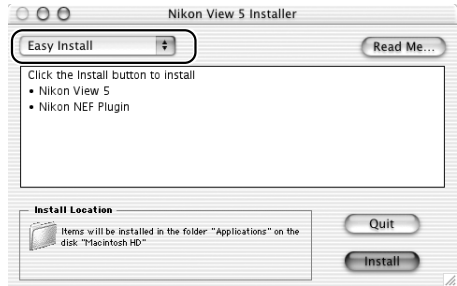 Nikon View 5 Installer
Easy Install
Read Me...
Click the Install button to install
• Nikon View 5
• Nikon NEF Plugin
Install Location
Items will be installed in the folder "Applications" on the
disk "Macintosh HD"
Quit
Install